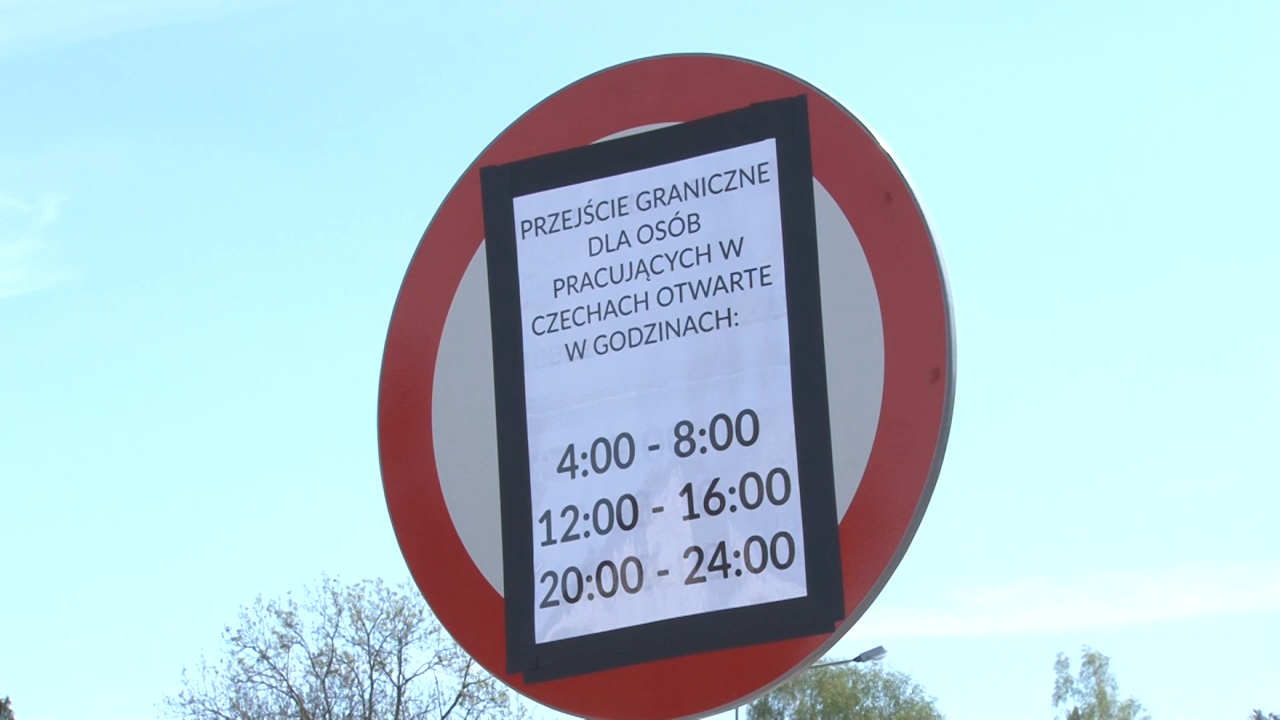 PRZEJŚCIE GRANICZNE
DLA OSÓB
PRACUJĄCYCH W
CZECHACH OTWARTE
W GODZINACH:
4:00 - 8:00
12:00 - 16:00
20:00 - 24:00